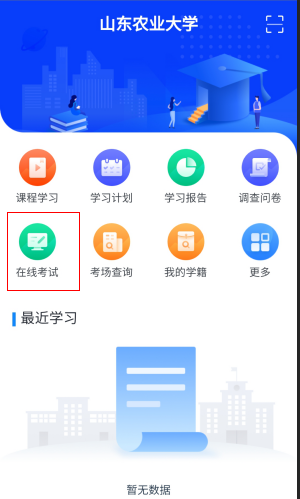 山东农业大学
课程学习 学习计划 学习报告 调查问卷
在线考试 考场查询 我的学籍 更多
最近学习
暂无数据